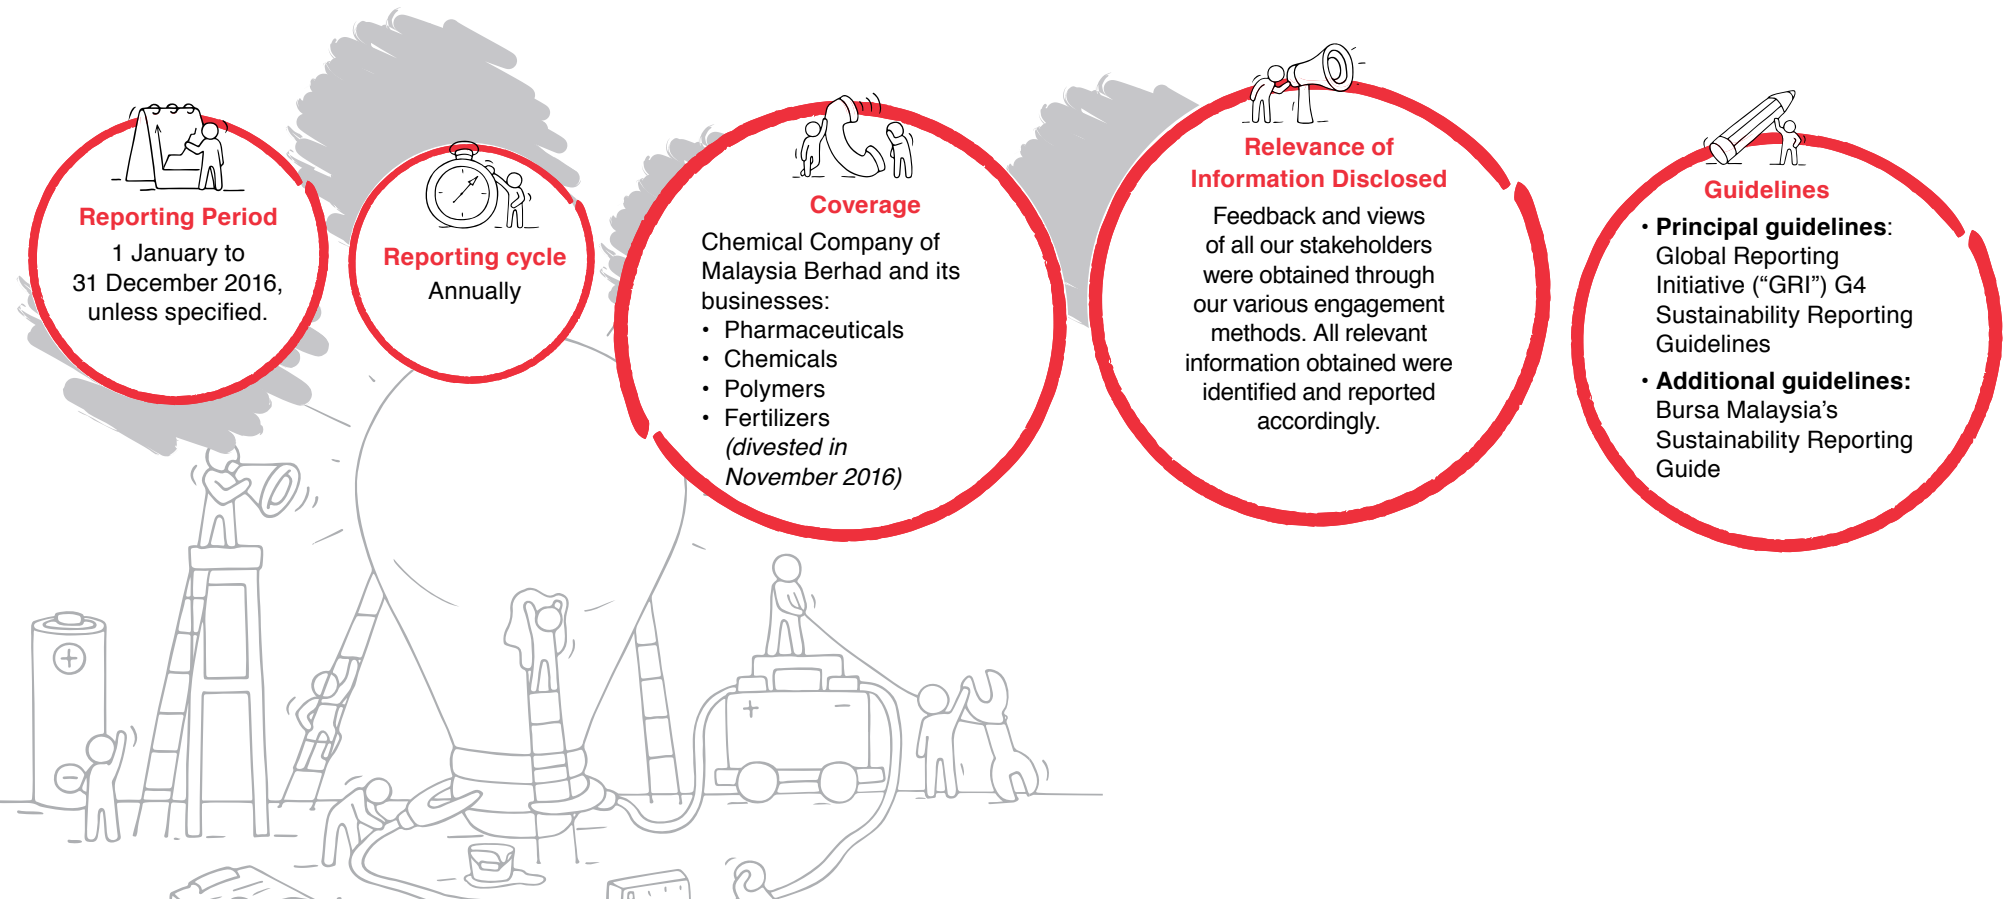 Reporting Period
1 January to
31 December 2016,
unless specified.
Reporting cycle
Annually
Coverage
Chemical Company of
Malaysia Berhad and its
businesses:
• Pharmaceuticals
• Chemicals
• Polymers
• Fertilizers
(divested in
November 2016)
Relevance of
Information Disclosed
Feedback and views
of all our stakeholders
were obtained through
our various engagement
methods. All relevant
information obtained were
identified and reported
accordingly.
Guidelines
• Principal guidelines:
Global Reporting
Initiative (“GRI”) G4
Sustainability Reporting
Guidelines
• Additional guidelines:
Bursa Malaysia’s
Sustainability Reporting
Guide